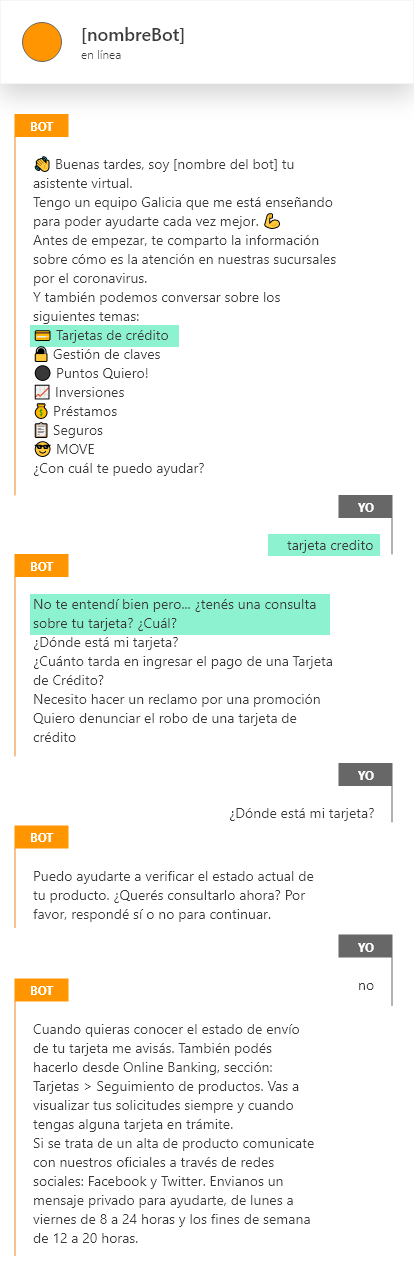 [nombreBot]
en línea
BOT
👏 Buenas tardes, soy [nombre del bot] tu
asistente virtual.
Tengo un equipo Galicia que me está enseñando
para poder ayudarte cada vez mejor. 💪
Antes de empezar, te comparto la información
sobre cómo es la atención en nuestras sucursales
por el coronavirus.
Y también podemos conversar sobre los
siguientes temas:
💳 Tarjetas de crédito
🔒 Gestión de claves
⚫ Puntos Quiero!
📈 Inversiones
💰 Préstamos
📋 Seguros
😎 MOVE
¿Con cuál te puedo ayudar?
YO
tarjeta credito
BOT
No te entendí bien pero... ¿tenés una consulta
sobre tu tarjeta? ¿Cuál?
¿Dónde está mi tarjeta?
¿Cuánto tarda en ingresar el pago de una Tarjeta
de Crédito?
Necesito hacer un reclamo por una promoción
Quiero denunciar el robo de una tarjeta de
crédito
YO
¿Dónde está mi tarjeta?
BOT
Puedo ayudarte a verificar el estado actual de
tu producto. ¿Querés consultarlo ahora? Por
favor, respondé sí o no para continuar.
YO
no
BOT
Cuando quieras conocer el estado de envío
de tu tarjeta me avisás. También podés
hacerlo desde Online Banking, sección:
Tarjetas > Seguimiento de productos. Vas a
visualizar tus solicitudes siempre y cuando
tengas alguna tarjeta en trámite.
Si se trata de un alta de producto comunicate
con nuestros oficiales a través de redes
sociales: Facebook y Twitter. Envianos un
mensaje privado para ayudarte, de lunes a
viernes de 8 a 24 horas y los fines de semana
de 12 a 20 horas.